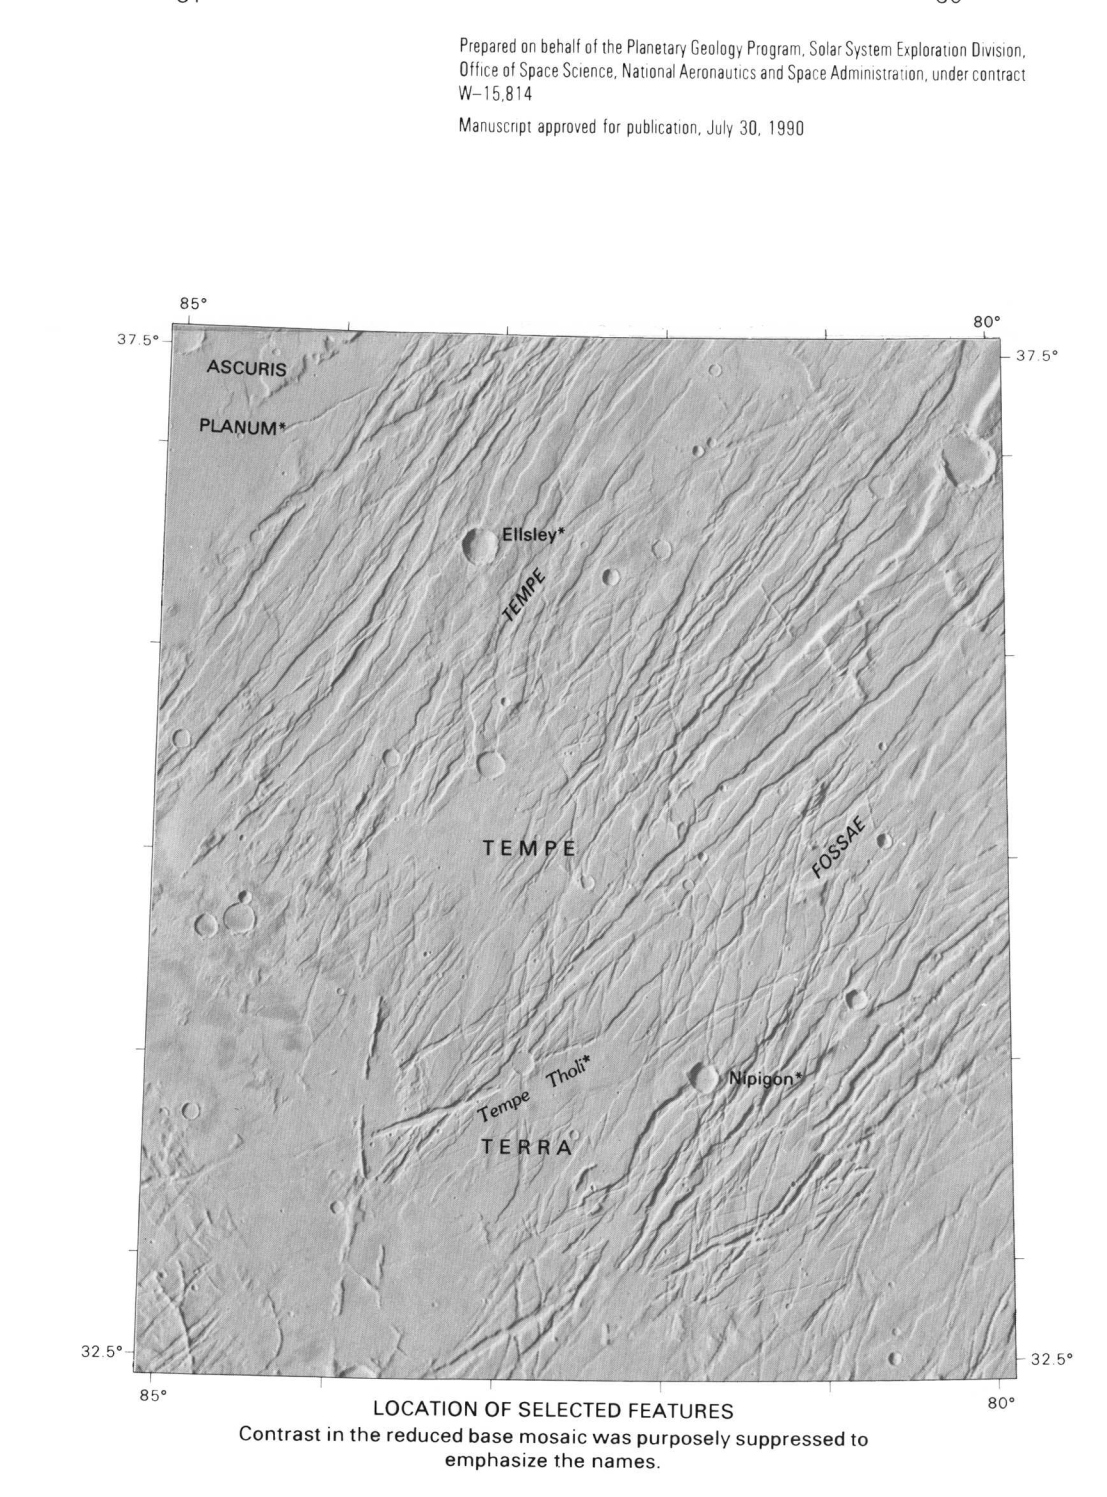 Prepared on behalf of the Planetary Geology Program, Solar System Exploration Division,
Office of Space Science, National Aeronautics and Space Administration, under contract
W–15,814
Manuscript approved for publication, July 30, 1990
85°
80°
37.5°
37.5°
ASCURIS
PLANUM*
Ellsley*
TEMPE
TEMPE
FOSSAE
Tempe Tholi*
Nipigon*
TERRA
32.5°
32.5°
85°
80°
LOCATION OF SELECTED FEATURES
Contrast in the reduced base mosaic was purposely suppressed to
emphasize the names.